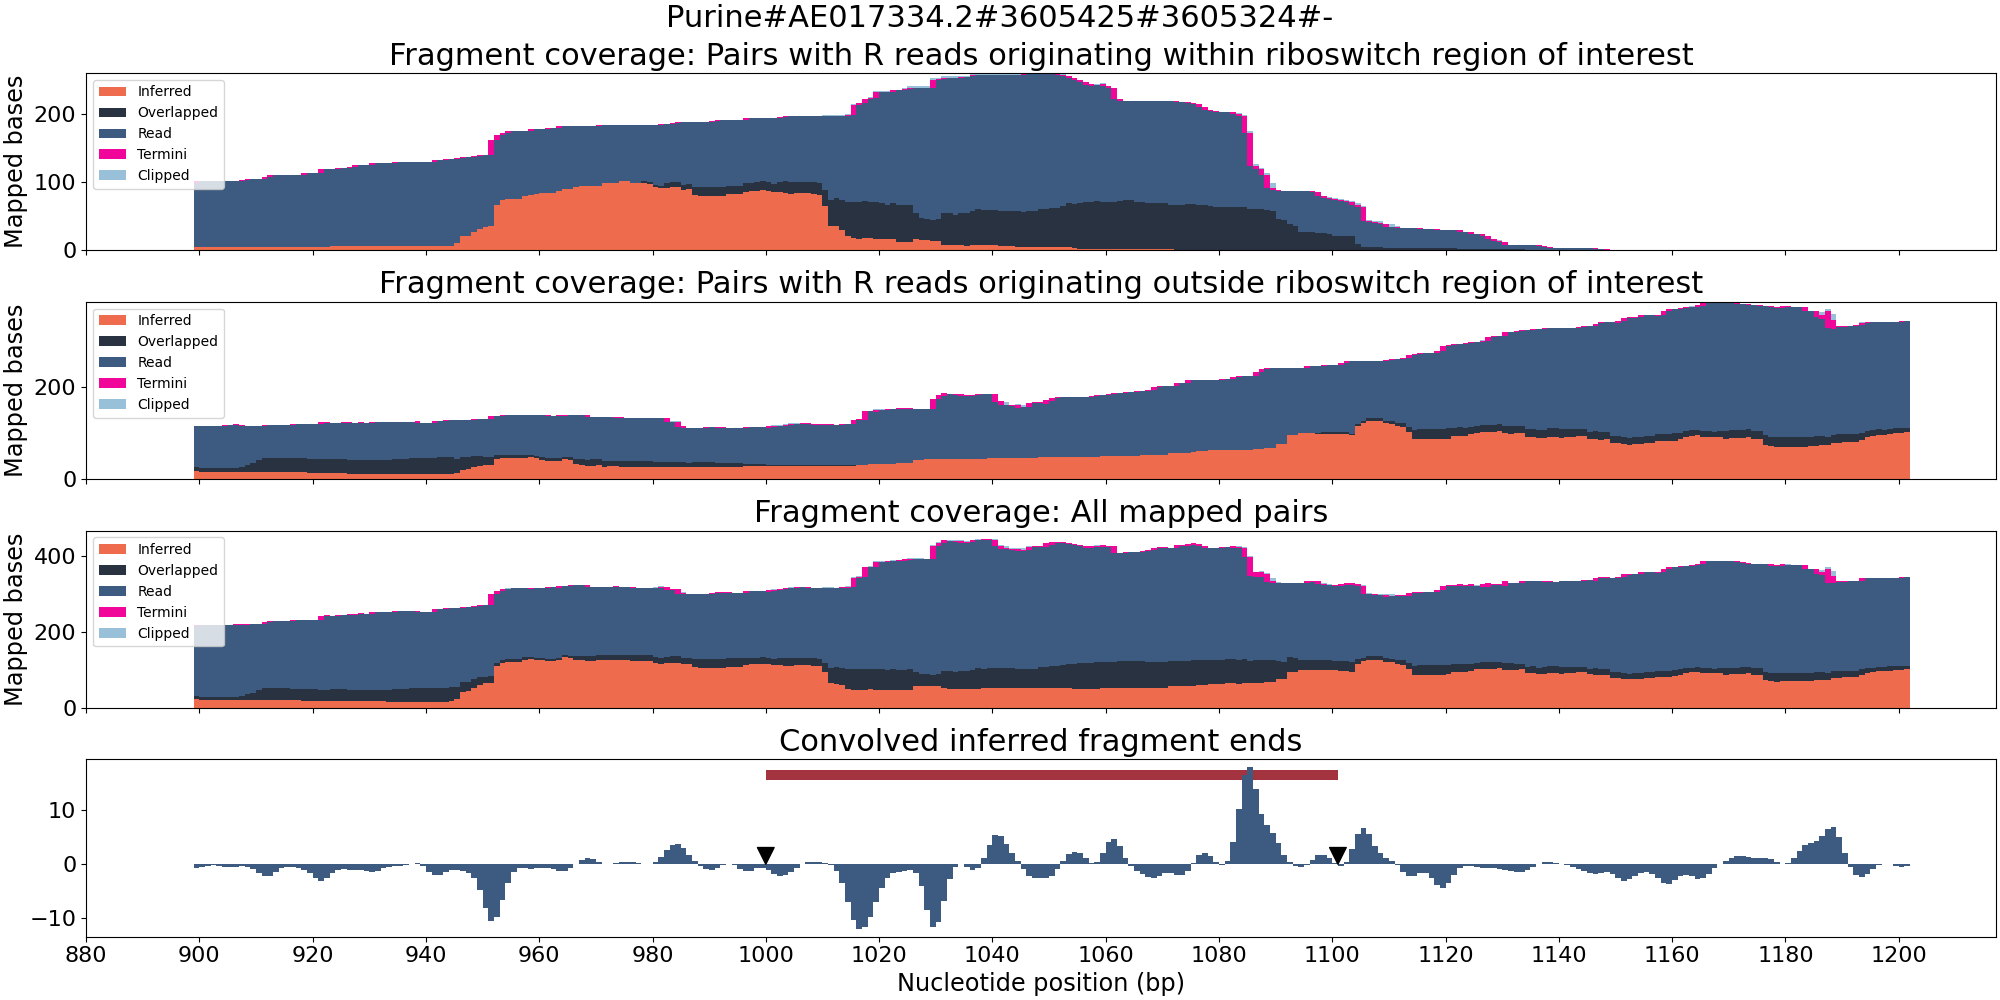 Purine#AE017334.2#3605425#3605324#-
Fragment coverage: Pairs with R reads originating within riboswitch region of interest
Mapped bases
200
100
0
Inferred
Overlapped
Read
Termini
Clipped
Fragment coverage: Pairs with R reads originating outside riboswitch region of interest
Mapped bases
200
0
Inferred
Overlapped
Read
Termini
Clipped
Fragment coverage: All mapped pairs
Mapped bases
400
200
0
Inferred
Overlapped
Read
Termini
Clipped
Convolved inferred fragment ends
10
0
−10
880 900 920 940 960 980 1000 1020 1040 1060 1080 1100 1120 1140 1160 1180 1200
Nucleotide position (bp)